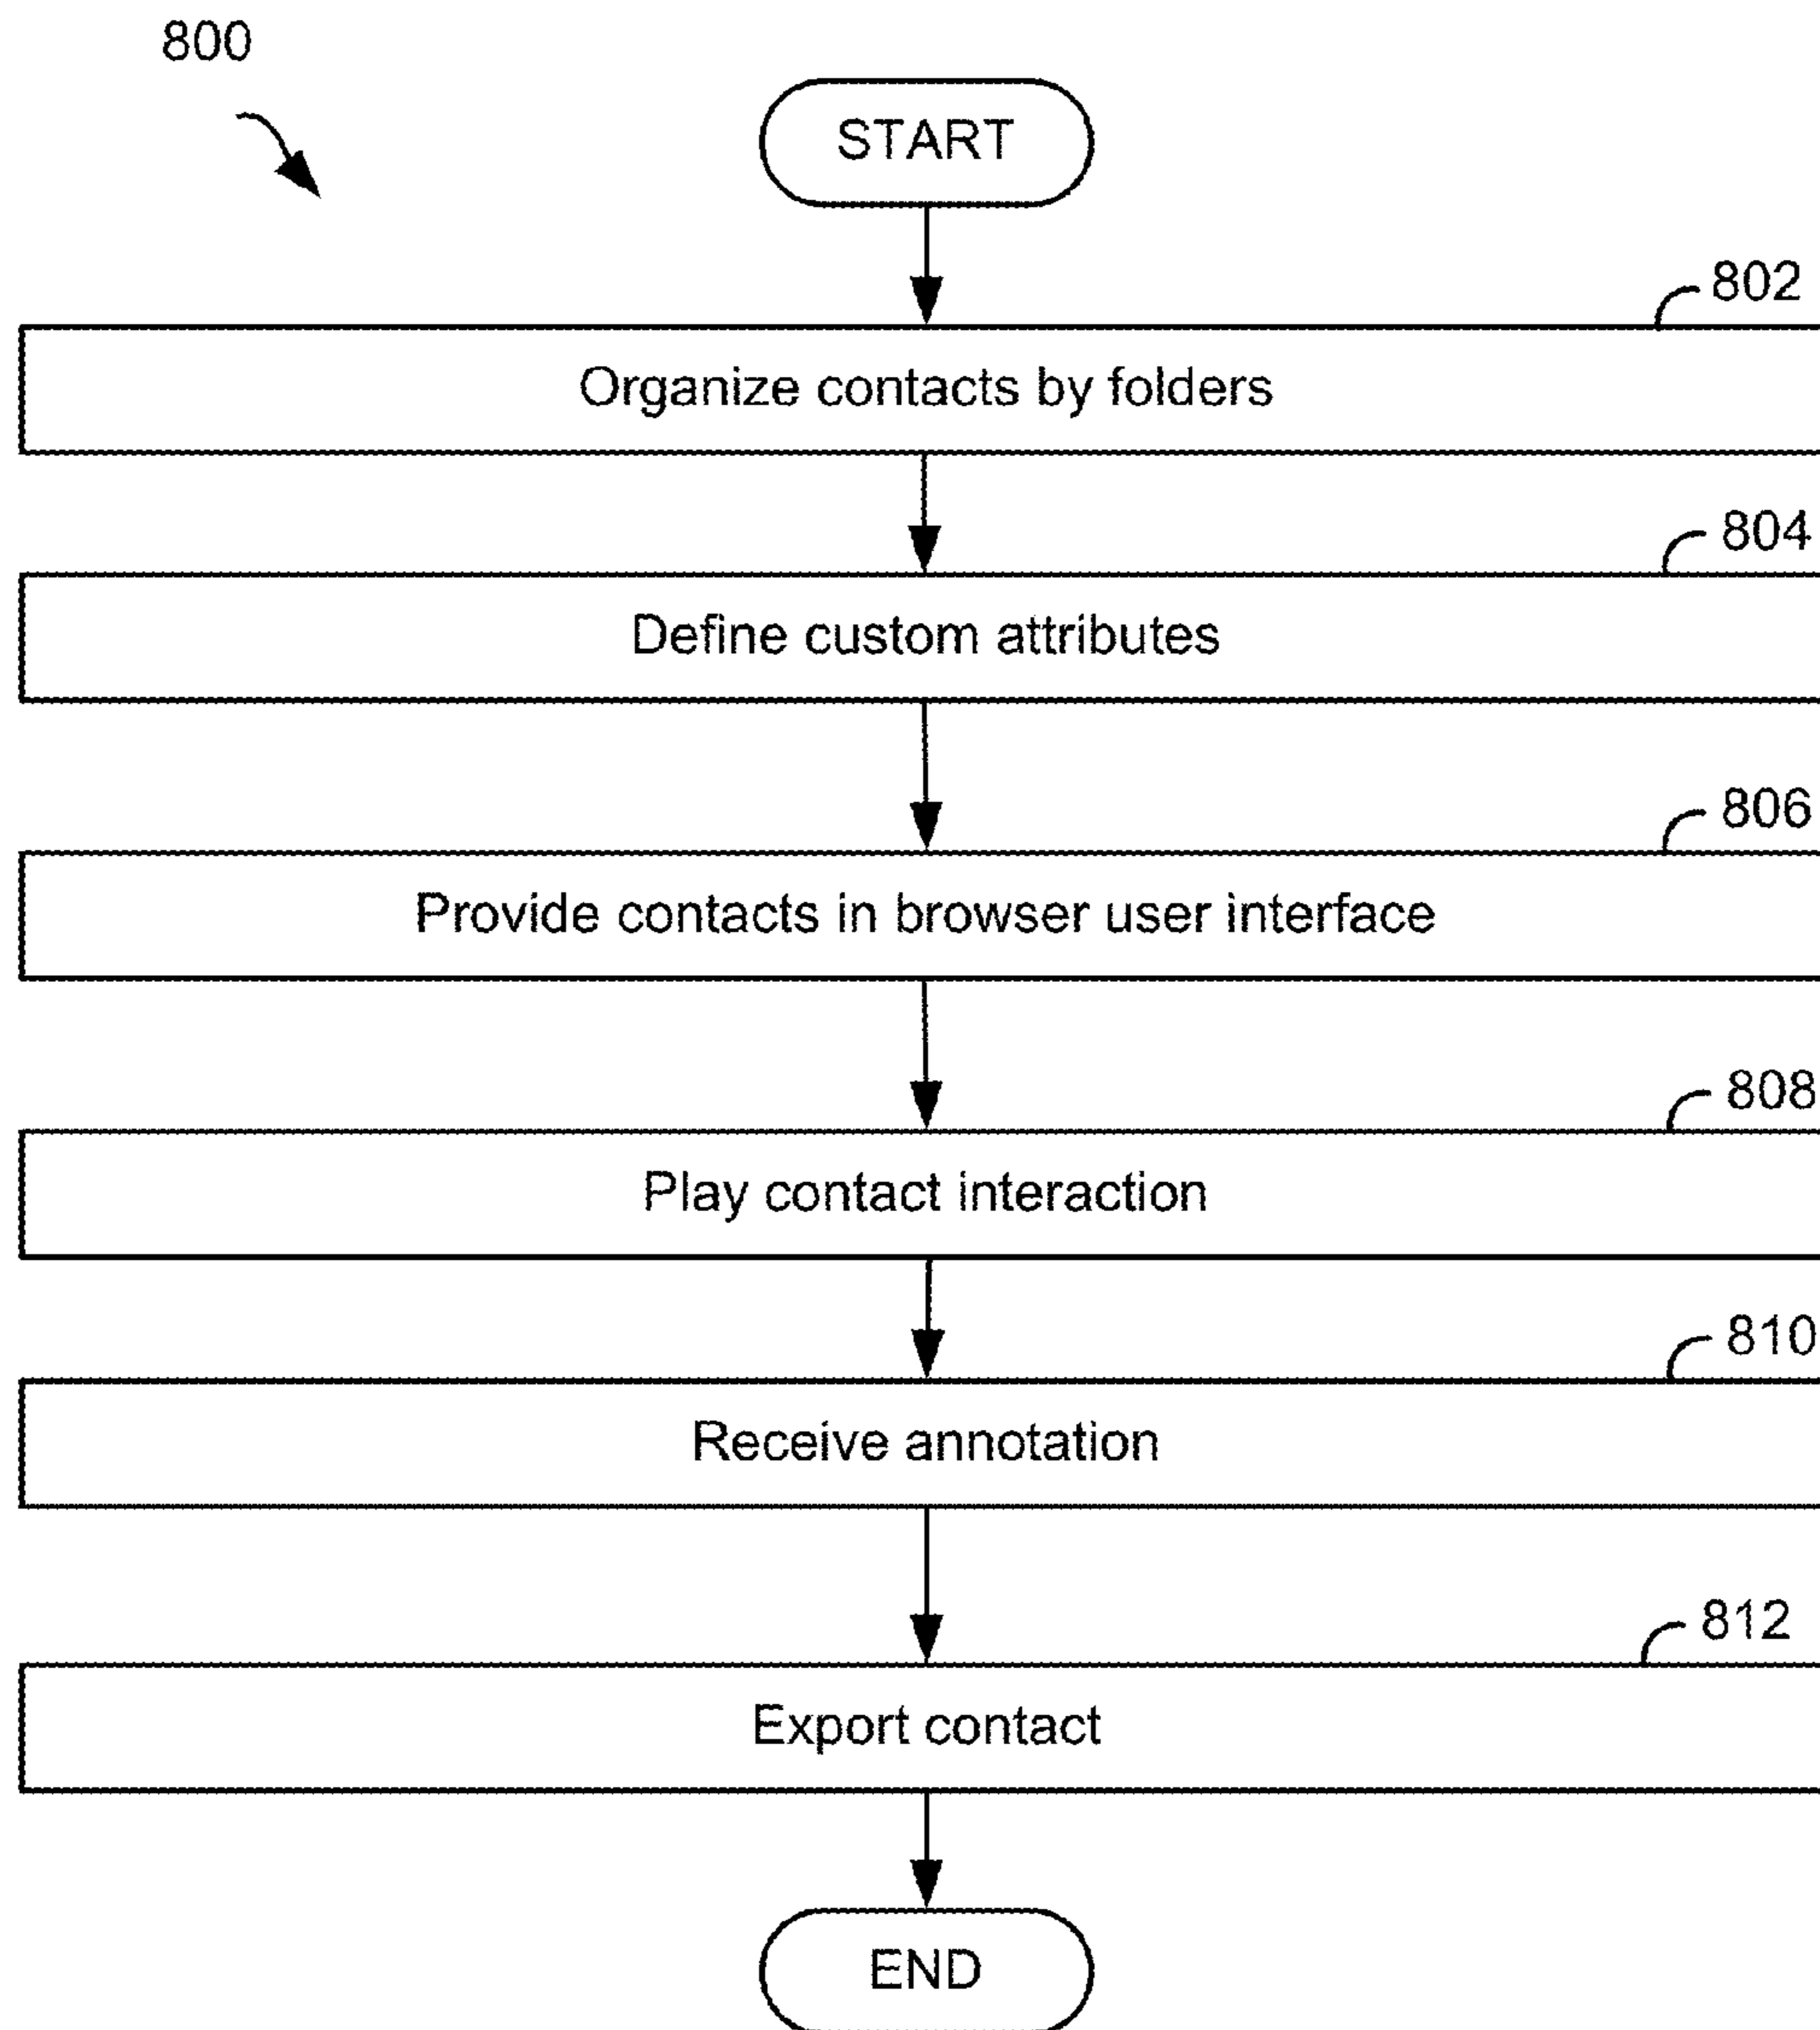 800
START
802
Organize contacts by folders
804
Define custom attributes
806
Provide contacts in browser user interface
808
Play contact interaction
810
Receive annotation
812
Export contact
END